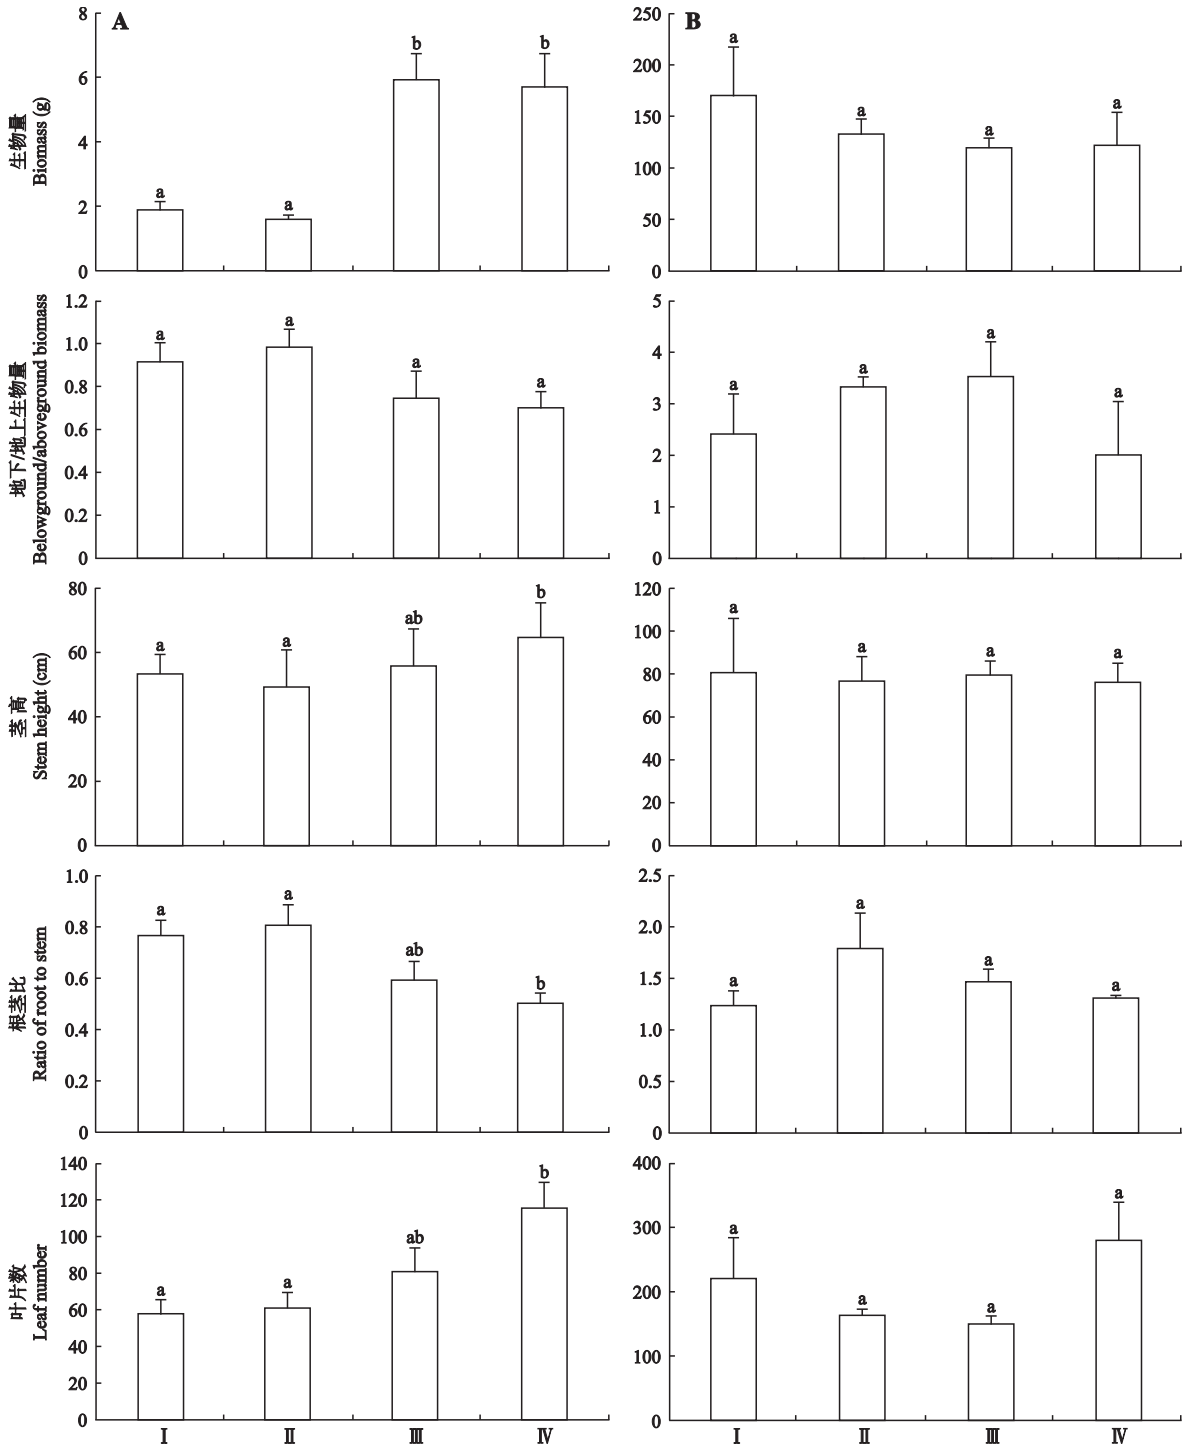 A
B
生物量
Biomass (g)
8
6
4
2
0
a
a
b
b
250
200
150
100
50
0
a
a
a
a
地下/地上生物量
Belowground/aboveground biomass
1.2
1.0
0.8
0.6
0.4
0.2
0
a
a
a
a
5
4
3
2
1
0
a
a
a
a
茎 高
Stem height (cm)
80
60
40
20
0
a
a
ab
b
120
100
80
60
40
20
0
a
a
a
a
根茎比
Ratio of root to stem
1.0
0.8
0.6
0.4
0.2
0
a
a
ab
b
2.5
2.0
1.5
1.0
0.5
0
a
a
a
a
叶片数
Leaf number
140
120
100
80
60
40
20
0
a
a
ab
b
400
300
200
100
0
a
a
a
a
Ⅰ Ⅱ Ⅲ Ⅳ
Ⅰ Ⅱ Ⅲ Ⅳ